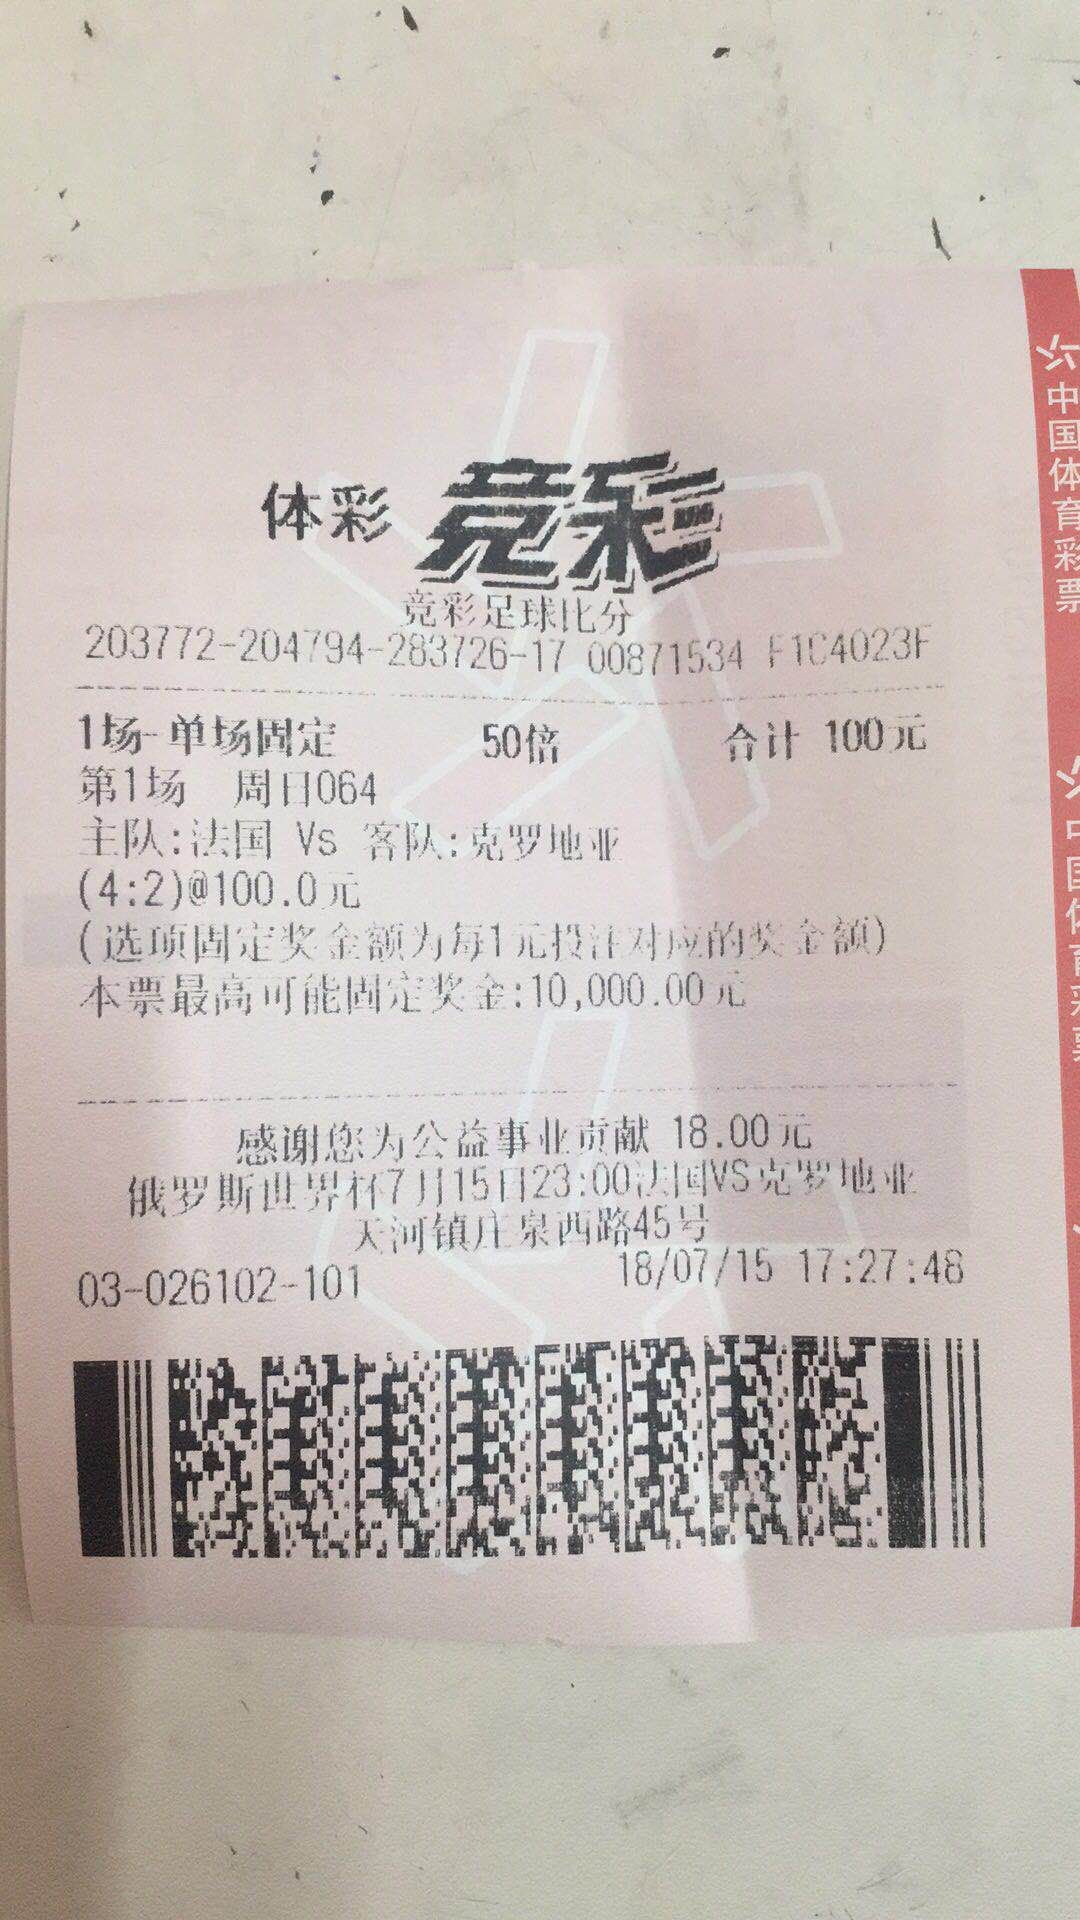 体彩 竞彩
竞彩足球比分
203772-204794-283726-17 00871534 F1C4023F
1场-单场固定 50倍 合计 100元
第1场 周日064
主队:法国 Vs 客队:克罗地亚
(4:2)@100.0元
(选项固定奖金额为每1元投注对应的奖金额)
本票最高可能固定奖金:10,000.00元
感谢您为公益事业贡献 18.00元
俄罗斯世界杯7月15日23:00法国VS克罗地亚
天河镇庄泉西路45号
03-026102-101 18/07/15 17:27:48
中国体育彩票
中国体育彩票